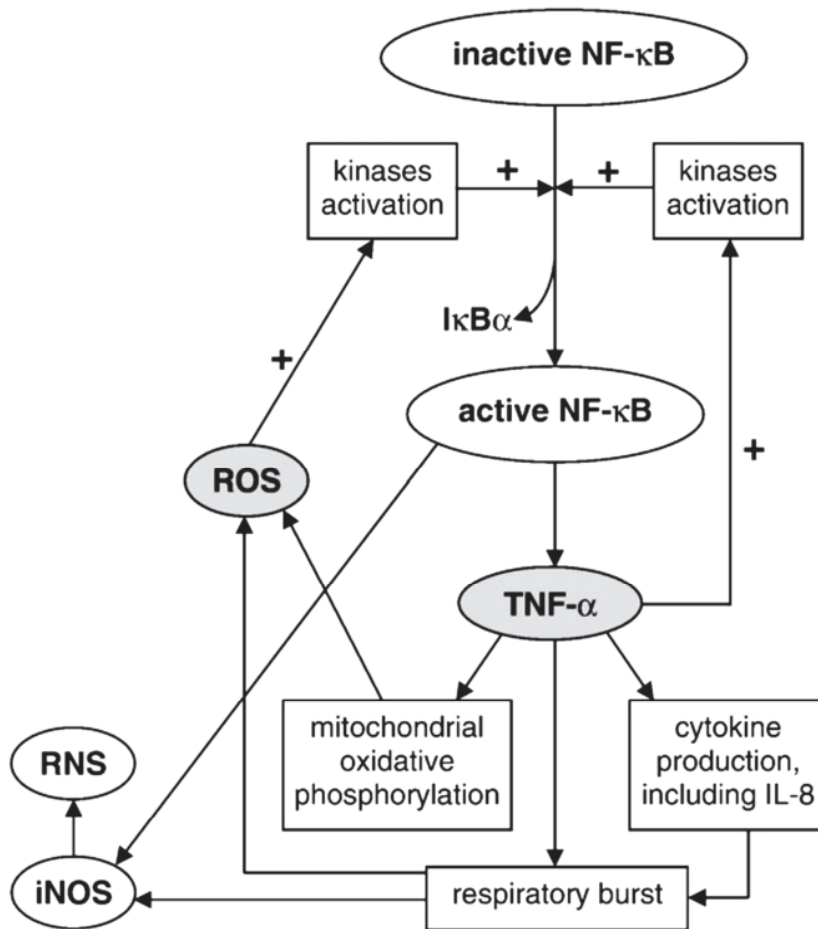 inactive NF-κB
kinases
activation
+
+
kinases
activation
IκBα
+
active NF-κB
+
ROS
TNF-α
mitochondrial
oxidative
phosphorylation
cytokine
production,
including IL-8
RNS
iNOS
respiratory burst